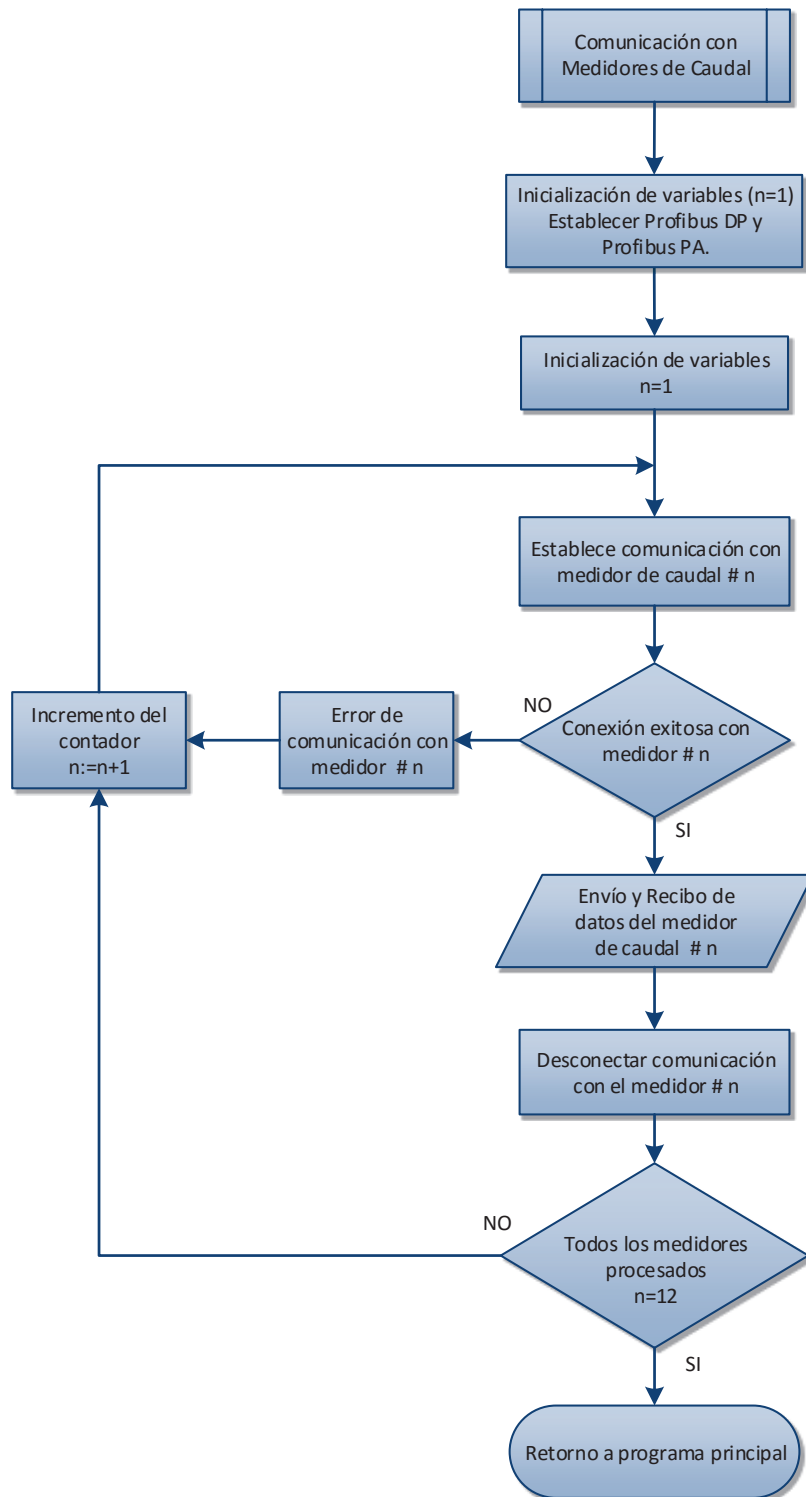 Comunicación con
Medidores de Caudal
Inicialización de variables (n=1)
Establecer Profibus DP y
Profibus PA.
Inicialización de variables
n=1
Establece comunicación con
medidor de caudal # n
NO
Conexión exitosa con
medidor # n
Error de
comunicación con
medidor # n
Incremento del
contador
n:=n+1
SI
Envío y Recibo de
datos del medidor
de caudal # n
Desconectar comunicación
con el medidor # n
NO
Todos los medidores
procesados
n=12
SI
Retorno a programa principal